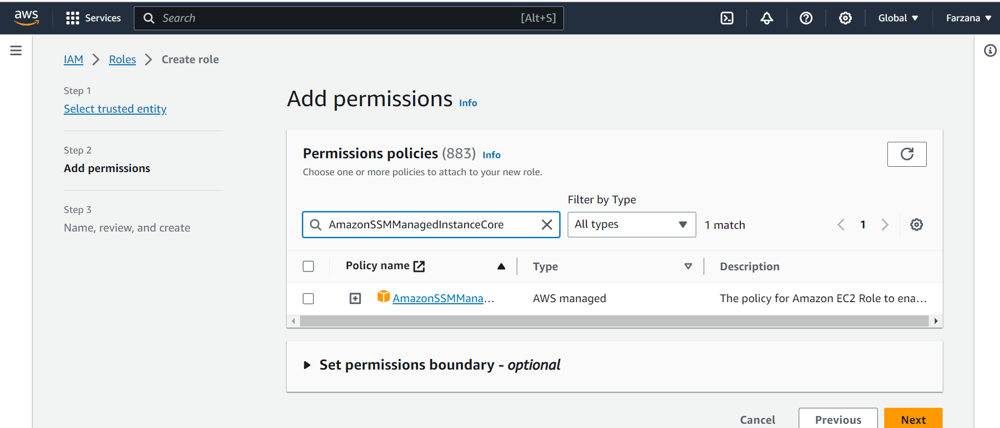 aws Services Search [Alt+S] Global Farzana
IAM Roles Create role
Step 1
Select trusted entity
Step 2
Add permissions
Step 3
Name, review, and create
Add permissions Info
Permissions policies (883) Info
Choose one or more policies to attach to your new role.
Filter by Type
AmazonSSMManagedInstanceCore All types 1 match 1
Policy name Type Description
AmazonSSMMana... AWS managed The policy for Amazon EC2 Role to ena...
Set permissions boundary - optional
Cancel Previous Next